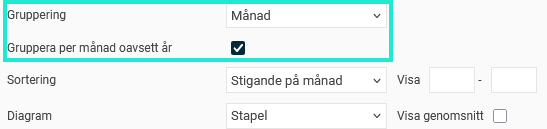 Gruppering Månad
Gruppera per månad oavsett år
Sortering Stigande på månad Visa -
Diagram Stapel Visa genomsnitt